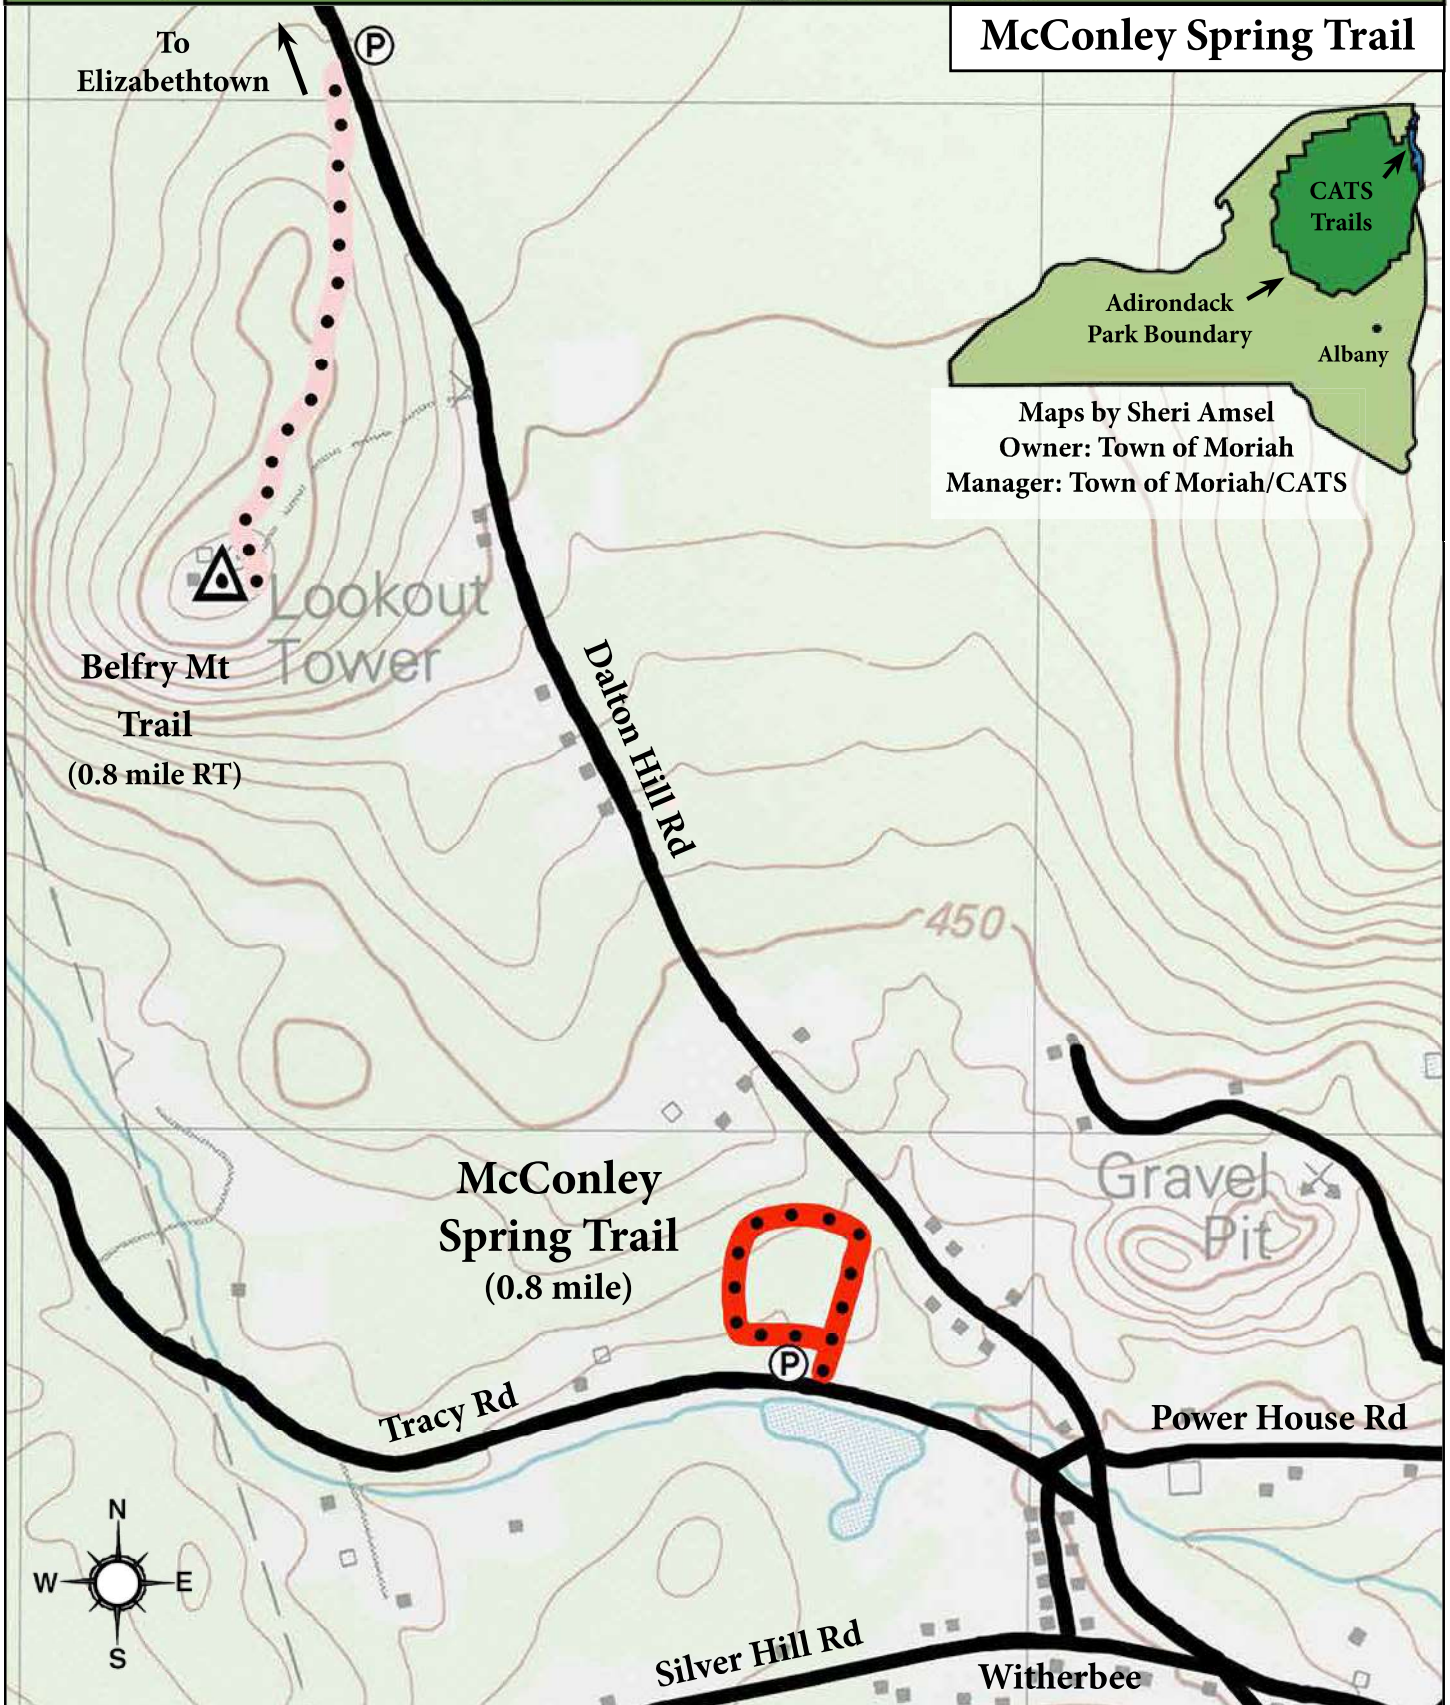 McConley Spring Trail
To
Elizabethtown
P
CATS
Trails
Adirondack
Park Boundary
Albany
Maps by Sheri Amsel
Owner: Town of Moriah
Manager: Town of Moriah/CATS
Lookout
Tower
Belfry Mt
Trail
(0.8 mile RT)
Dalton Hill Rd
450
McConley
Spring Trail
(0.8 mile)
Gravel
Pit
P
Tracy Rd
Power House Rd
N
W
E
S
Silver Hill Rd
Witherbee